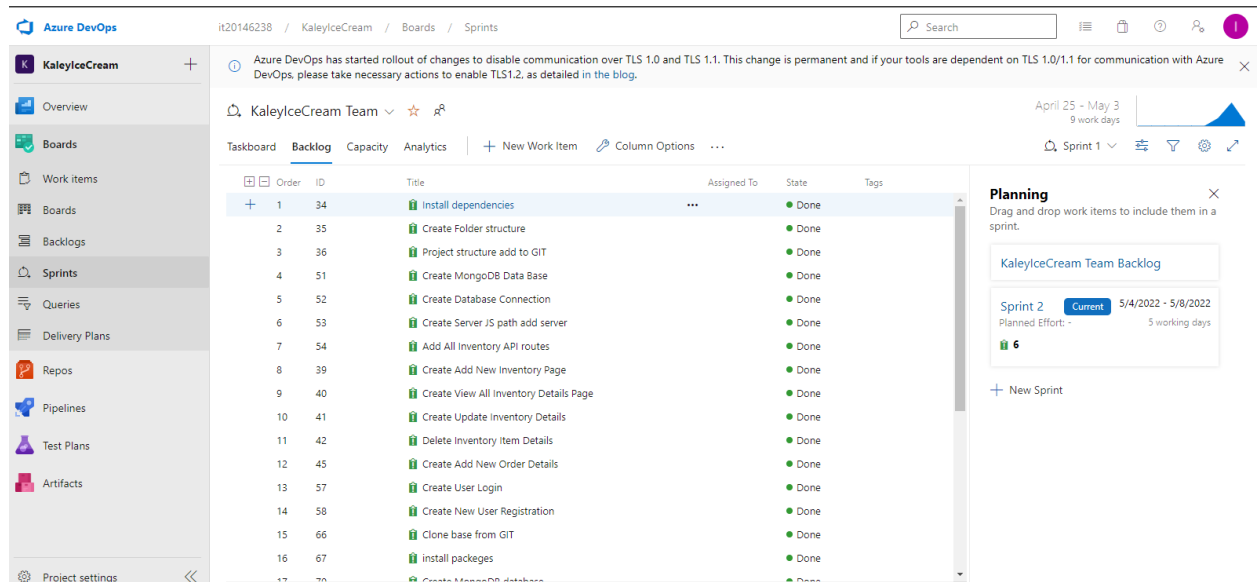 Azure DevOps
it20146238 / KaleyIceCream / Boards / Sprints
Search
I
K KaleyIceCream
Azure DevOps has started rollout of changes to disable communication over TLS 1.0 and TLS 1.1. This change is permanent and if your tools are dependent on TLS 1.0/1.1 for communication with Azure
DevOps, please take necessary actions to enable TLS1.2, as detailed in the blog.
Overview
Boards
Work items
Boards
Backlogs
Sprints
Queries
Delivery Plans
Repos
Pipelines
Test Plans
Artifacts
Project settings
KaleyIceCream Team
April 25 - May 3
9 work days
Taskboard Backlog Capacity Analytics + New Work Item Column Options ...
Sprint 1
Order ID Title Assigned To State Tags
1 34 Install dependencies ... Done
2 35 Create Folder structure Done
3 36 Project structure add to GIT Done
4 51 Create MongoDB Data Base Done
5 52 Create Database Connection Done
6 53 Create Server JS path add server Done
7 54 Add All Inventory API routes Done
8 39 Create Add New Inventory Page Done
9 40 Create View All Inventory Details Page Done
10 41 Create Update Inventory Details Done
11 42 Delete Inventory Item Details Done
12 45 Create Add New Order Details Done
13 57 Create User Login Done
14 58 Create New User Registration Done
15 66 Clone base from GIT Done
16 67 install packeges Done
17 70 Create MongoDB database Done
Planning
Drag and drop work items to include them in a
sprint.
KaleyIceCream Team Backlog
Sprint 2 Current 5/4/2022 - 5/8/2022
Planned Effort: - 5 working days
6
+ New Sprint